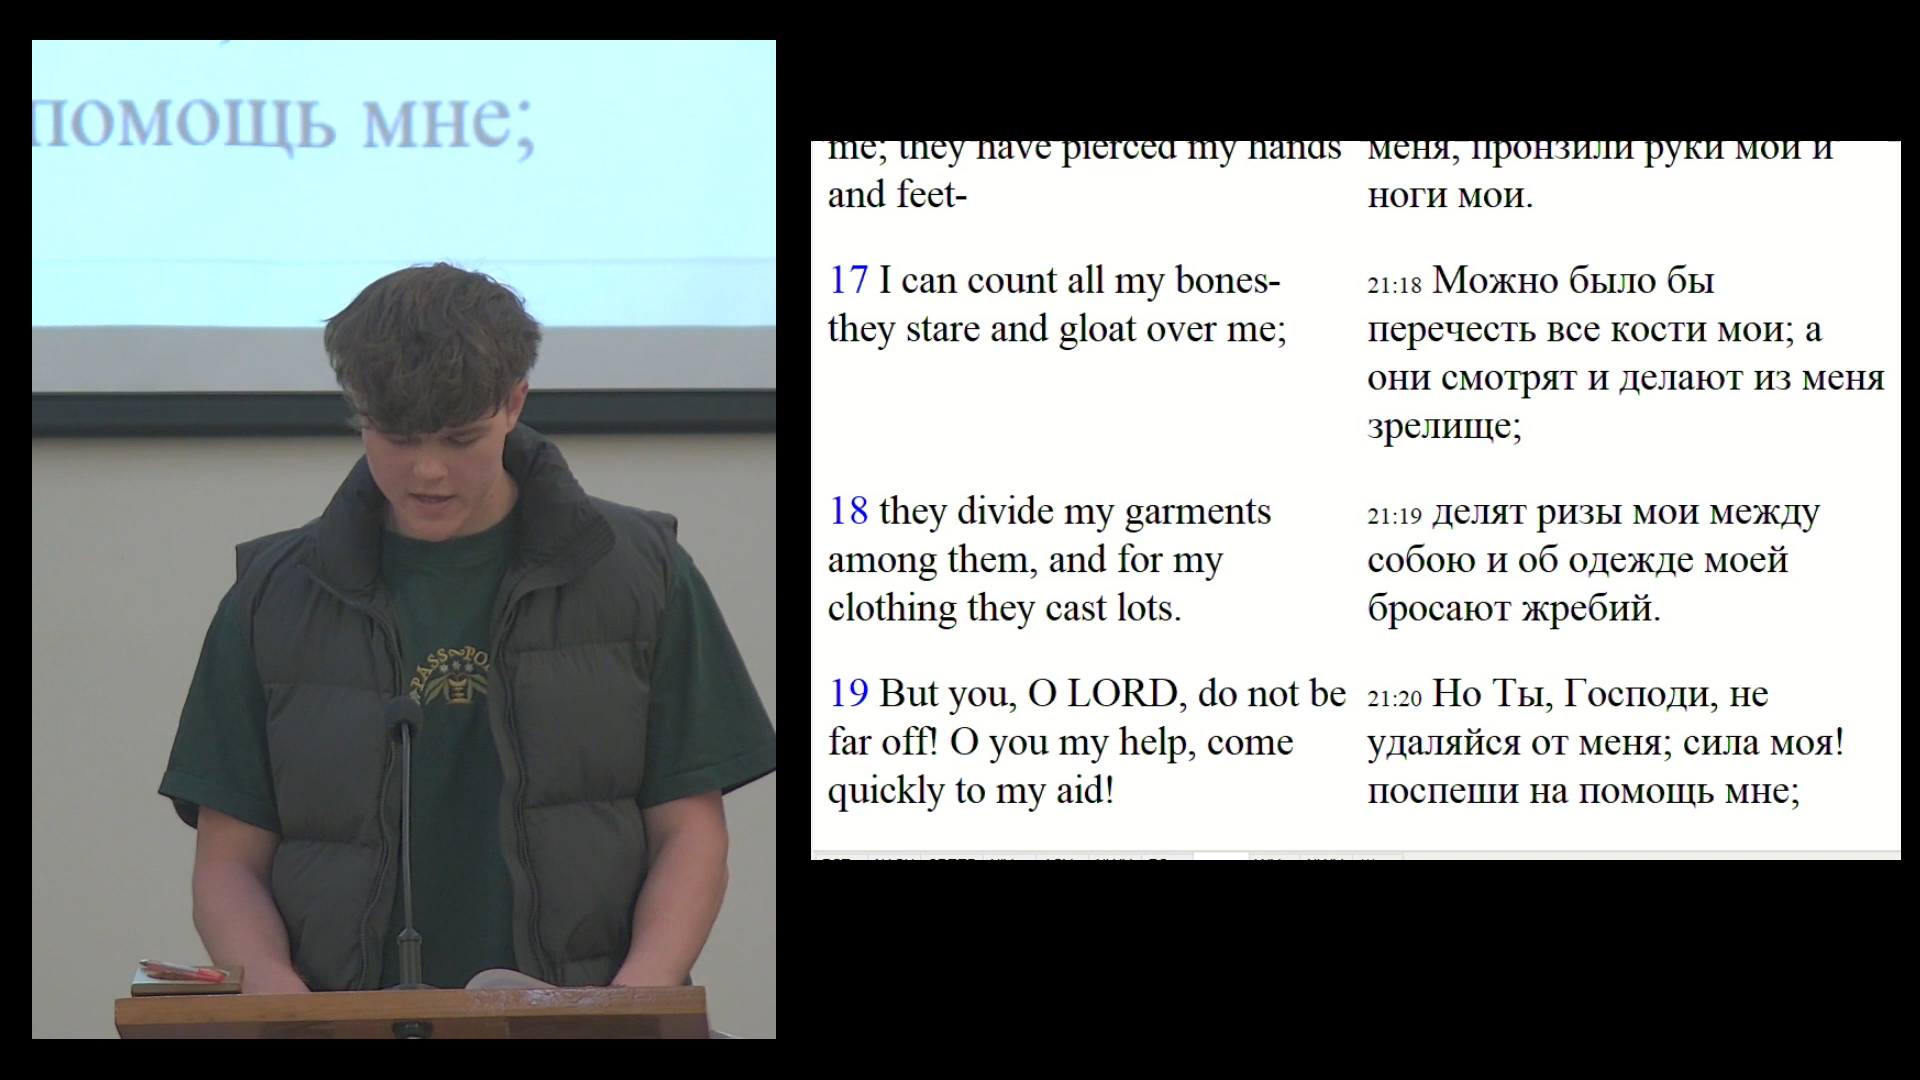 помощь мне;
PASS~PO
me; they have pierced my hands
and feet-
17 I can count all my bones-
they stare and gloat over me;
18 they divide my garments
among them, and for my
clothing they cast lots.
19 But you, O LORD, do not be
far off! O you my help, come
quickly to my aid!
меня, пронзили руки мои и
ноги мои.
21:18 Можно было бы
перечесть все кости мои; а
они смотрят и делают из меня
зрелище;
21:19 делят ризы мои между
собою и об одежде моей
бросают жребий.
21:20 Но Ты, Господи, не
удаляйся от меня; сила моя!
поспеши на помощь мне;